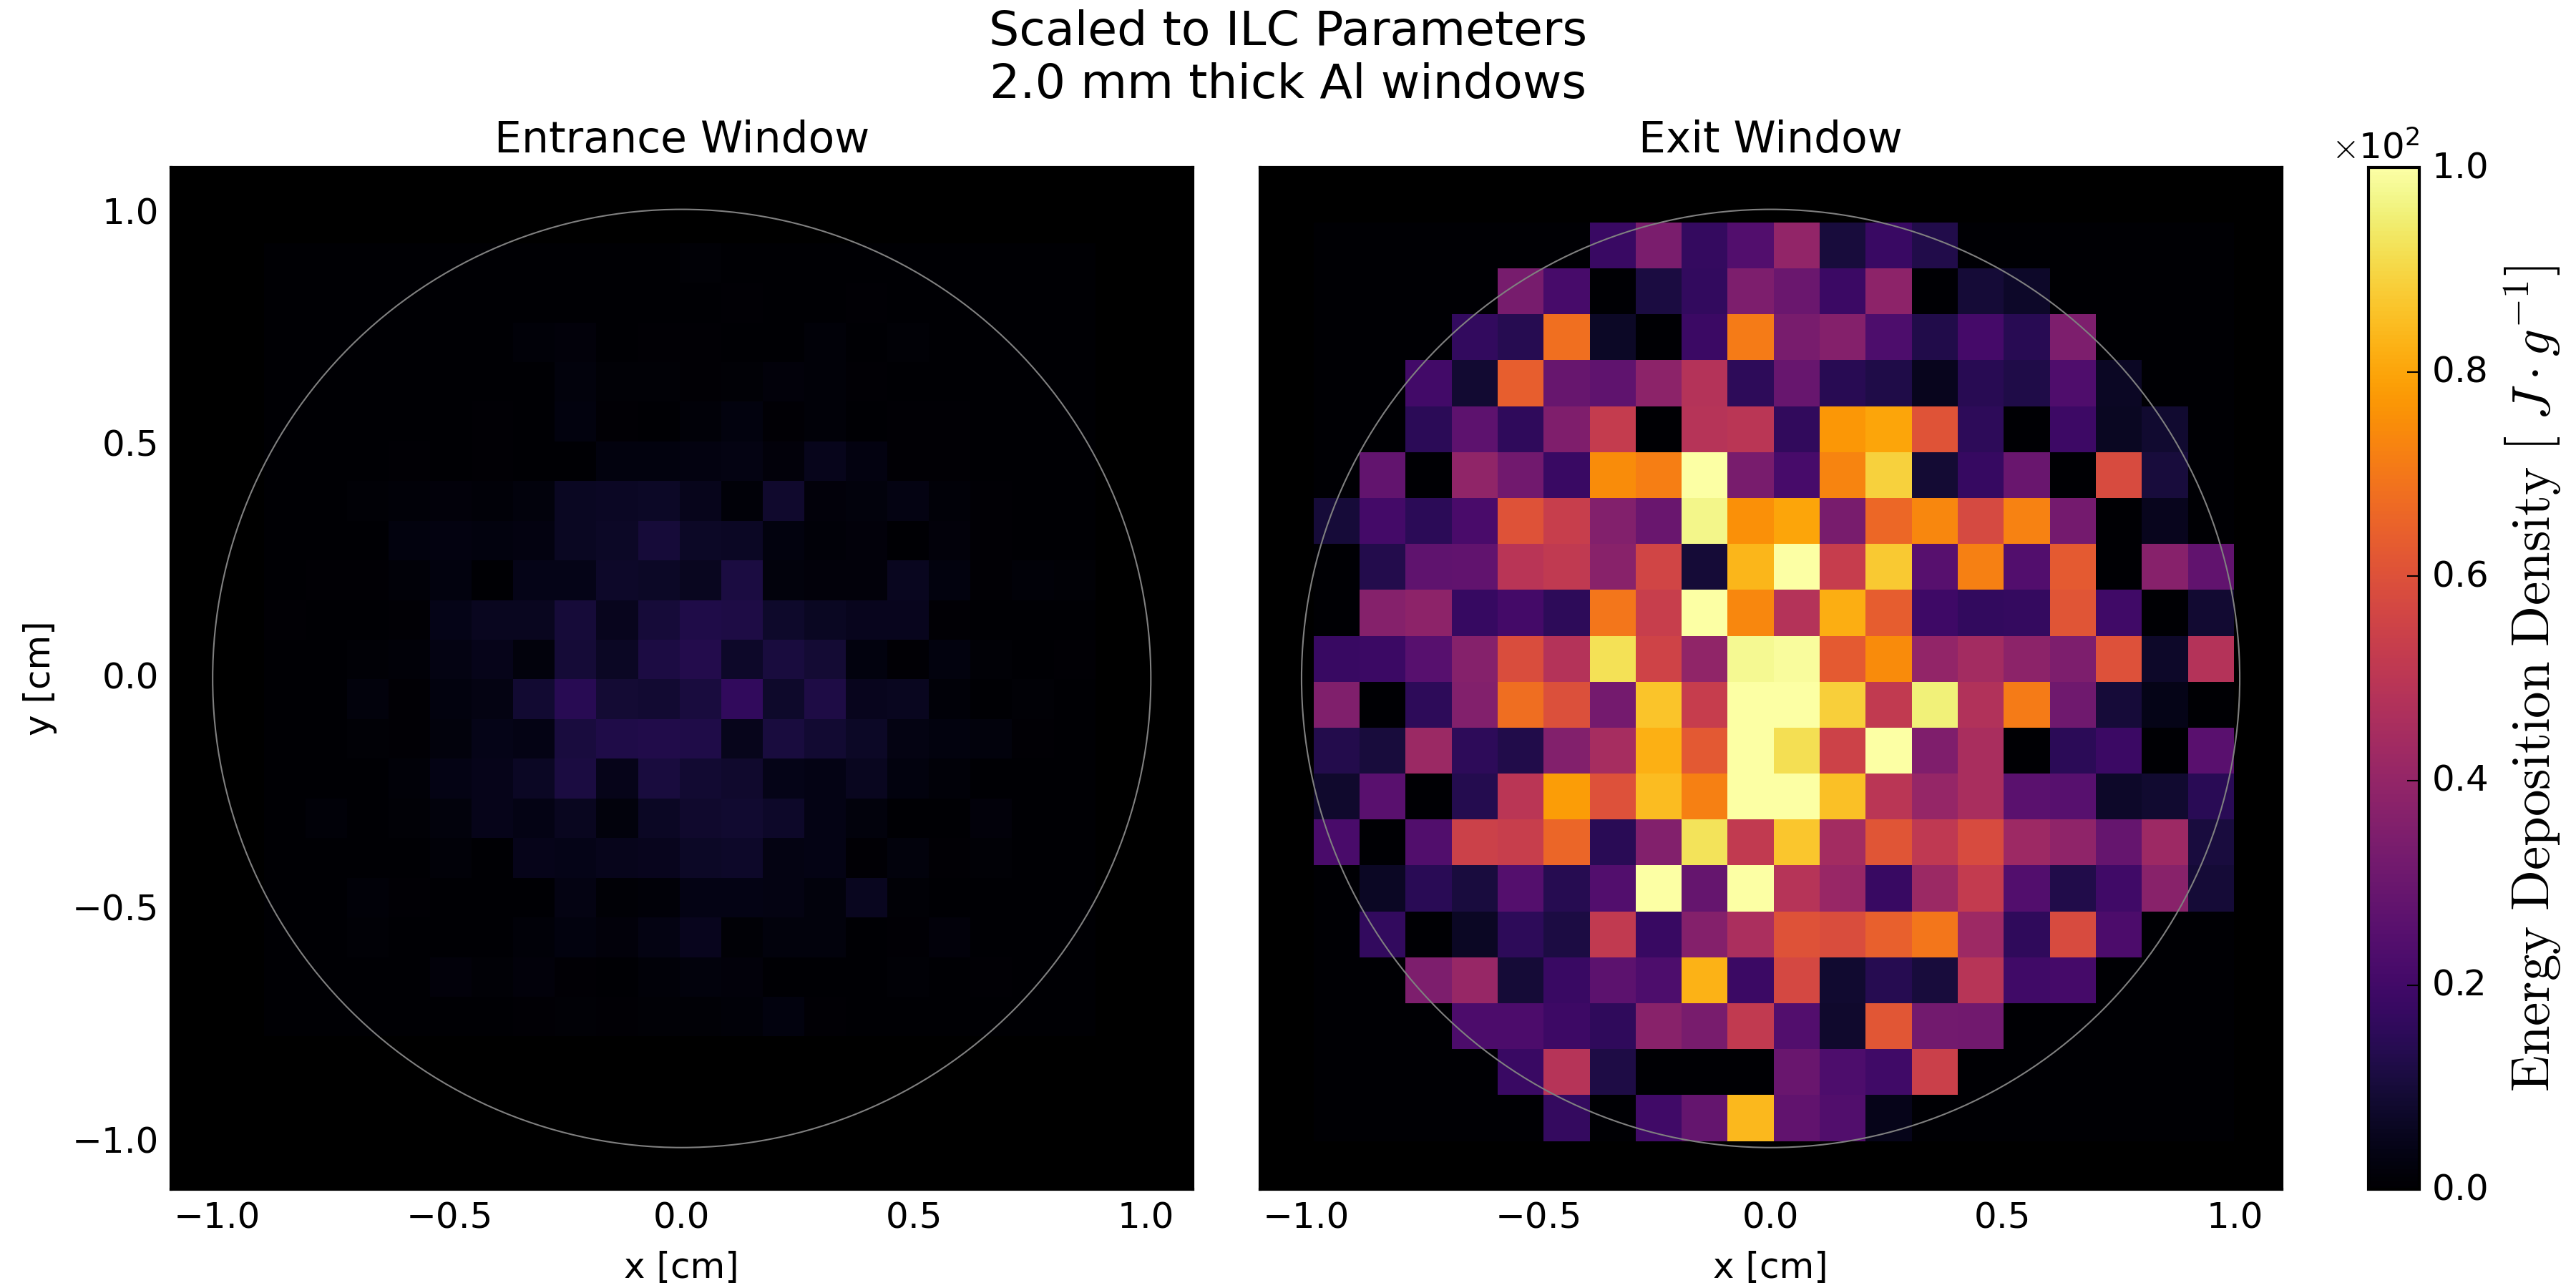 Scaled to ILC Parameters
2.0 mm thick Al windows
Entrance Window
Exit Window
×10²
1.0
0.5
0.0
−0.5
−1.0
y [cm]
−1.0 −0.5 0.0 0.5 1.0
x [cm]
−1.0 −0.5 0.0 0.5 1.0
x [cm]
1.0
0.8
0.6
0.4
0.2
0.0
Energy Deposition Density [ J · g⁻¹]